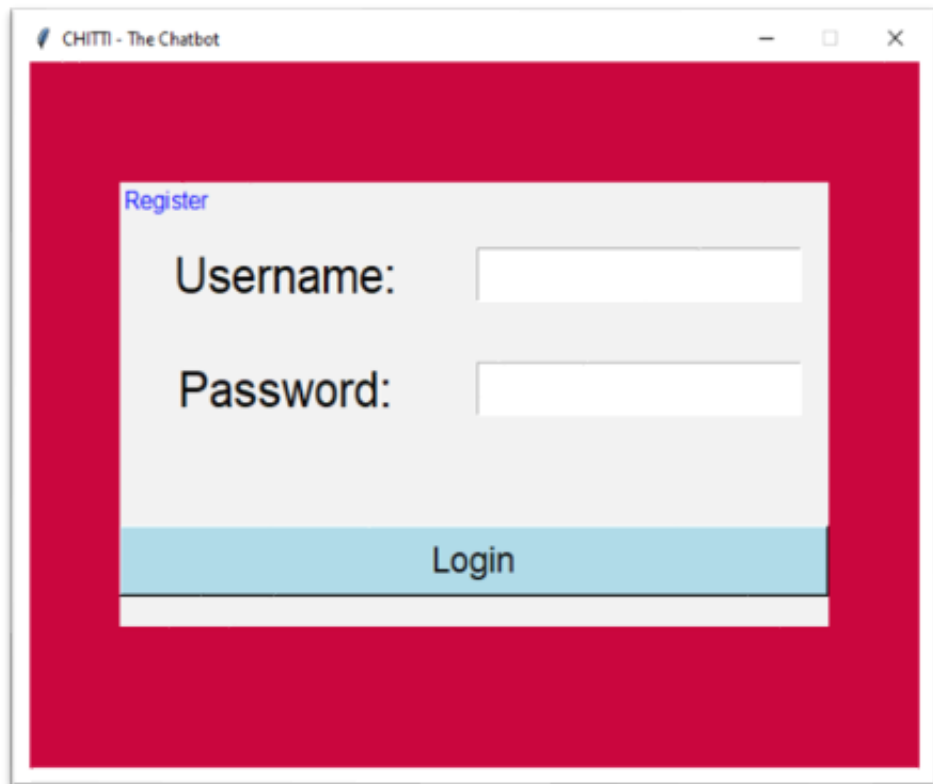 CHITTI - The Chatbot
Register
Username:
Password:
Login